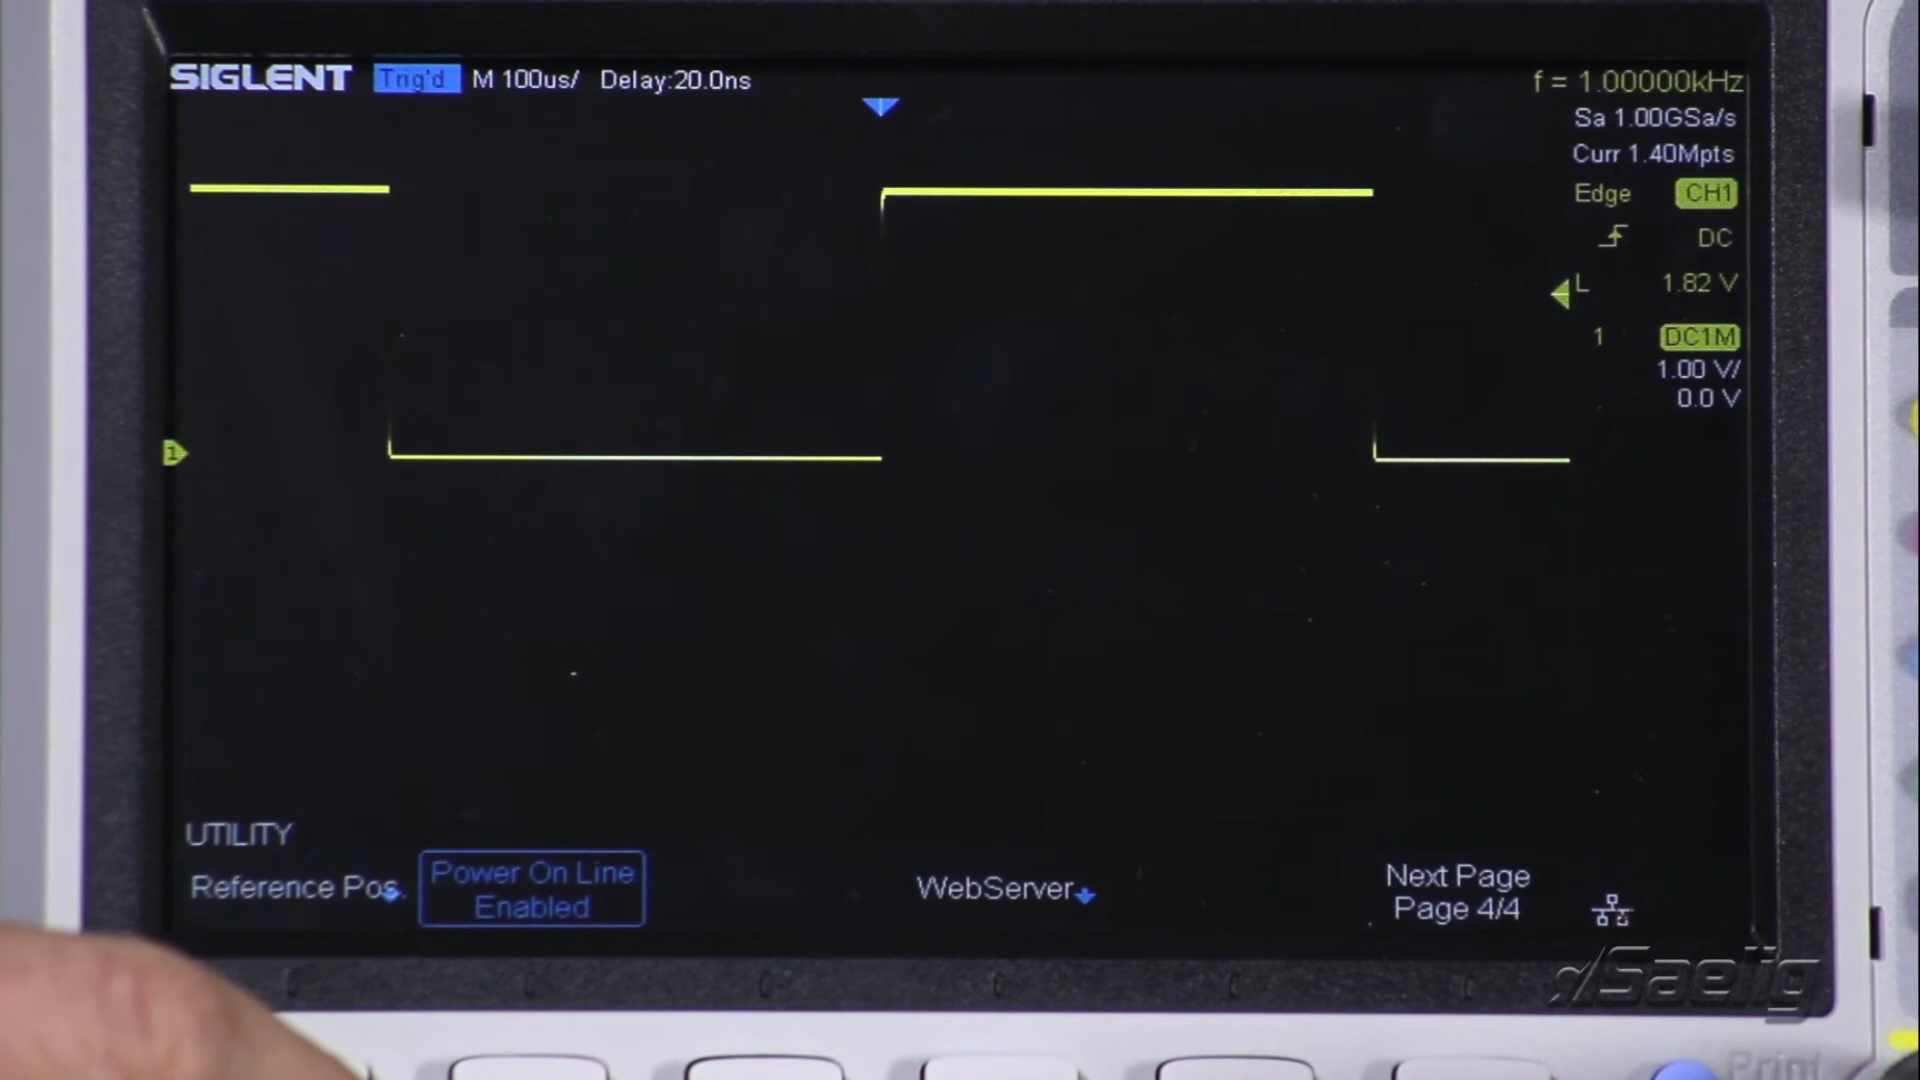 SIGLENT Trig'd M 100us/ Delay:20.0ns
f = 1.00000kHz
Sa 1.00GSa/s
Curr 1.40Mpts
Edge CH1
DC
L 1.82 V
1 DC1M
1.00 V/
0.0 V
1
UTILITY
Reference Pos.
Power On Line
Enabled
WebServer
Next Page
Page 4/4
Saelig
Print